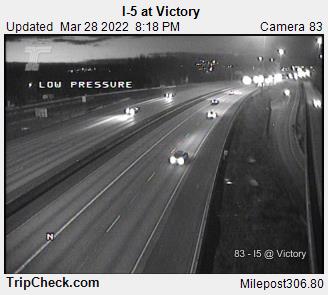 I-5 at Victory
Updated Mar 28 2022 8:18 PM Camera 83
LOW PRESSURE
N
83 - I5 @ Victory
TripCheck.com Milepost306.80